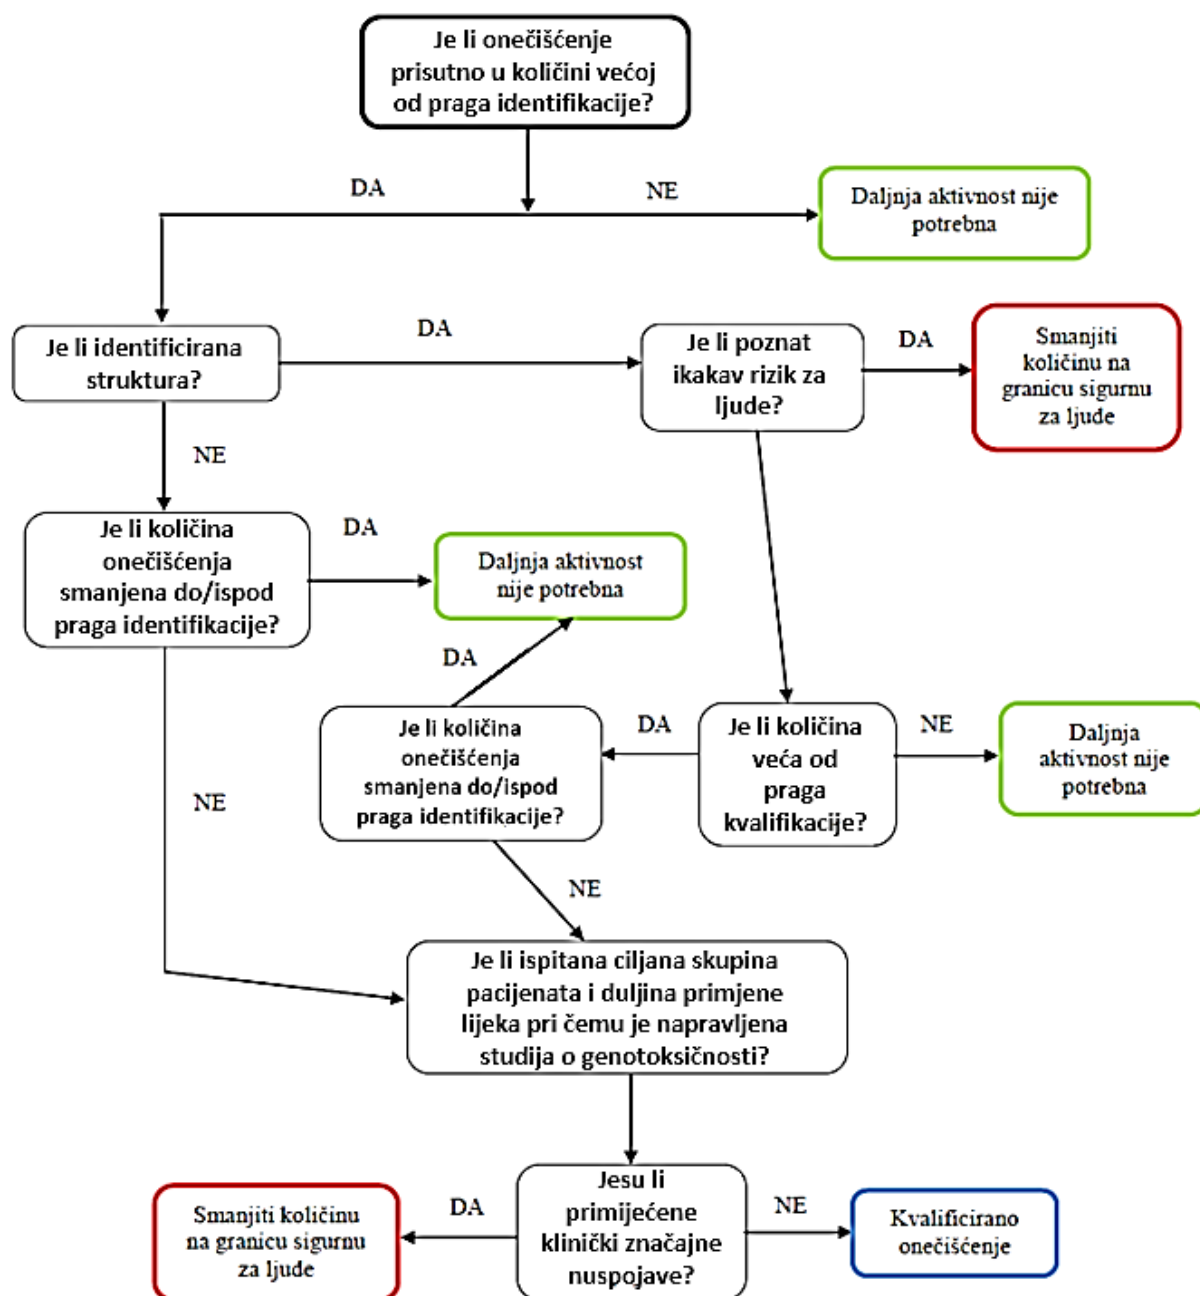 Je li onečišćenje
prisutno u količini većoj
od praga identifikacije?
DA
NE
Daljnja aktivnost nije
potrebna
Je li identificirana
struktura?
DA
Je li poznat
ikakav rizik za
ljude?
DA
Smanjiti
količinu na
granicu sigurnu
za ljude
NE
Je li količina
onečišćenja
smanjena do/ispod
praga identifikacije?
DA
Daljnja aktivnost
nije potrebna
DA
Je li količina
onečišćenja
smanjena do/ispod
praga identifikacije?
DA
Je li količina
veća od
praga
kvalifikacije?
NE
Daljnja
aktivnost nije
potrebna
NE
NE
Je li ispitana ciljana skupina
pacijenata i duljina primjene
lijeka pri čemu je napravljena
studija o genotoksičnosti?
Smanjiti količinu
na granicu sigurnu
za ljude
DA
Jesu li
primijećene
klinički značajne
nuspojave?
NE
Kvalificirano
onečišćenje